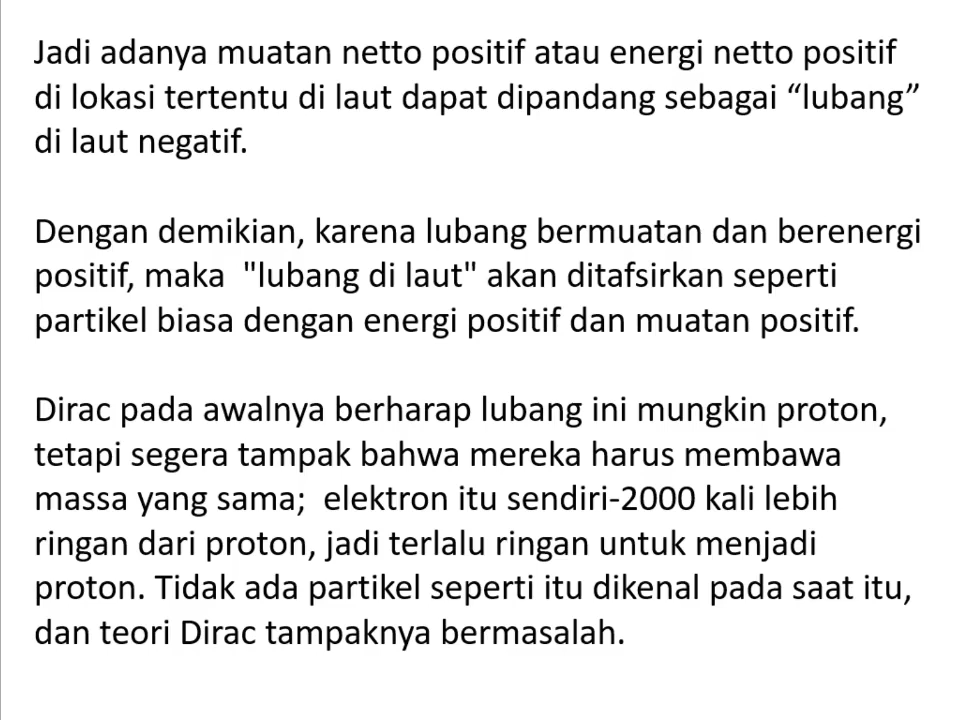 Jadi adanya muatan netto positif atau energi netto positif
di lokasi tertentu di laut dapat dipandang sebagai “lubang”
di laut negatif.
Dengan demikian, karena lubang bermuatan dan berenergi
positif, maka  "lubang di laut" akan ditafsirkan seperti
partikel biasa dengan energi positif dan muatan positif.
Dirac pada awalnya berharap lubang ini mungkin proton,
tetapi segera tampak bahwa mereka harus membawa
massa yang sama;  elektron itu sendiri-2000 kali lebih
ringan dari proton, jadi terlalu ringan untuk menjadi
proton. Tidak ada partikel seperti itu dikenal pada saat itu,
dan teori Dirac tampaknya bermasalah.